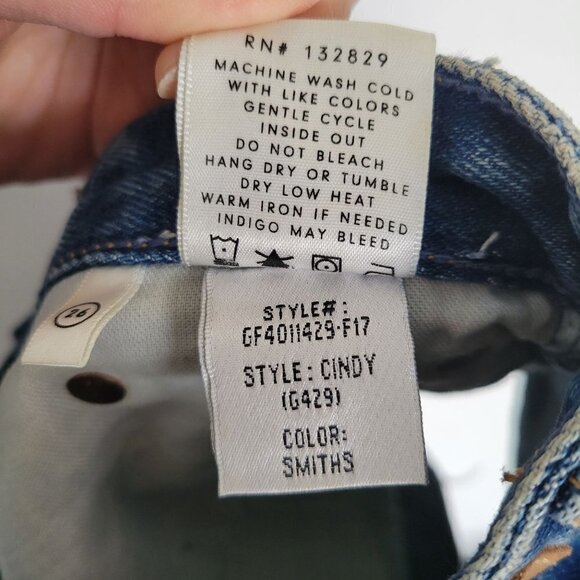 RN# 132829
MACHINE WASH COLD
WITH LIKE COLORS
GENTLE CYCLE
INSIDE OUT
DO NOT BLEACH
HANG DRY OR TUMBLE
DRY LOW HEAT
WARM IRON IF NEEDED
INDIGO MAY BLEED
26
STYLE#:
GF4011429-F17
STYLE: CINDY
(G429)
COLOR:
SMITHS